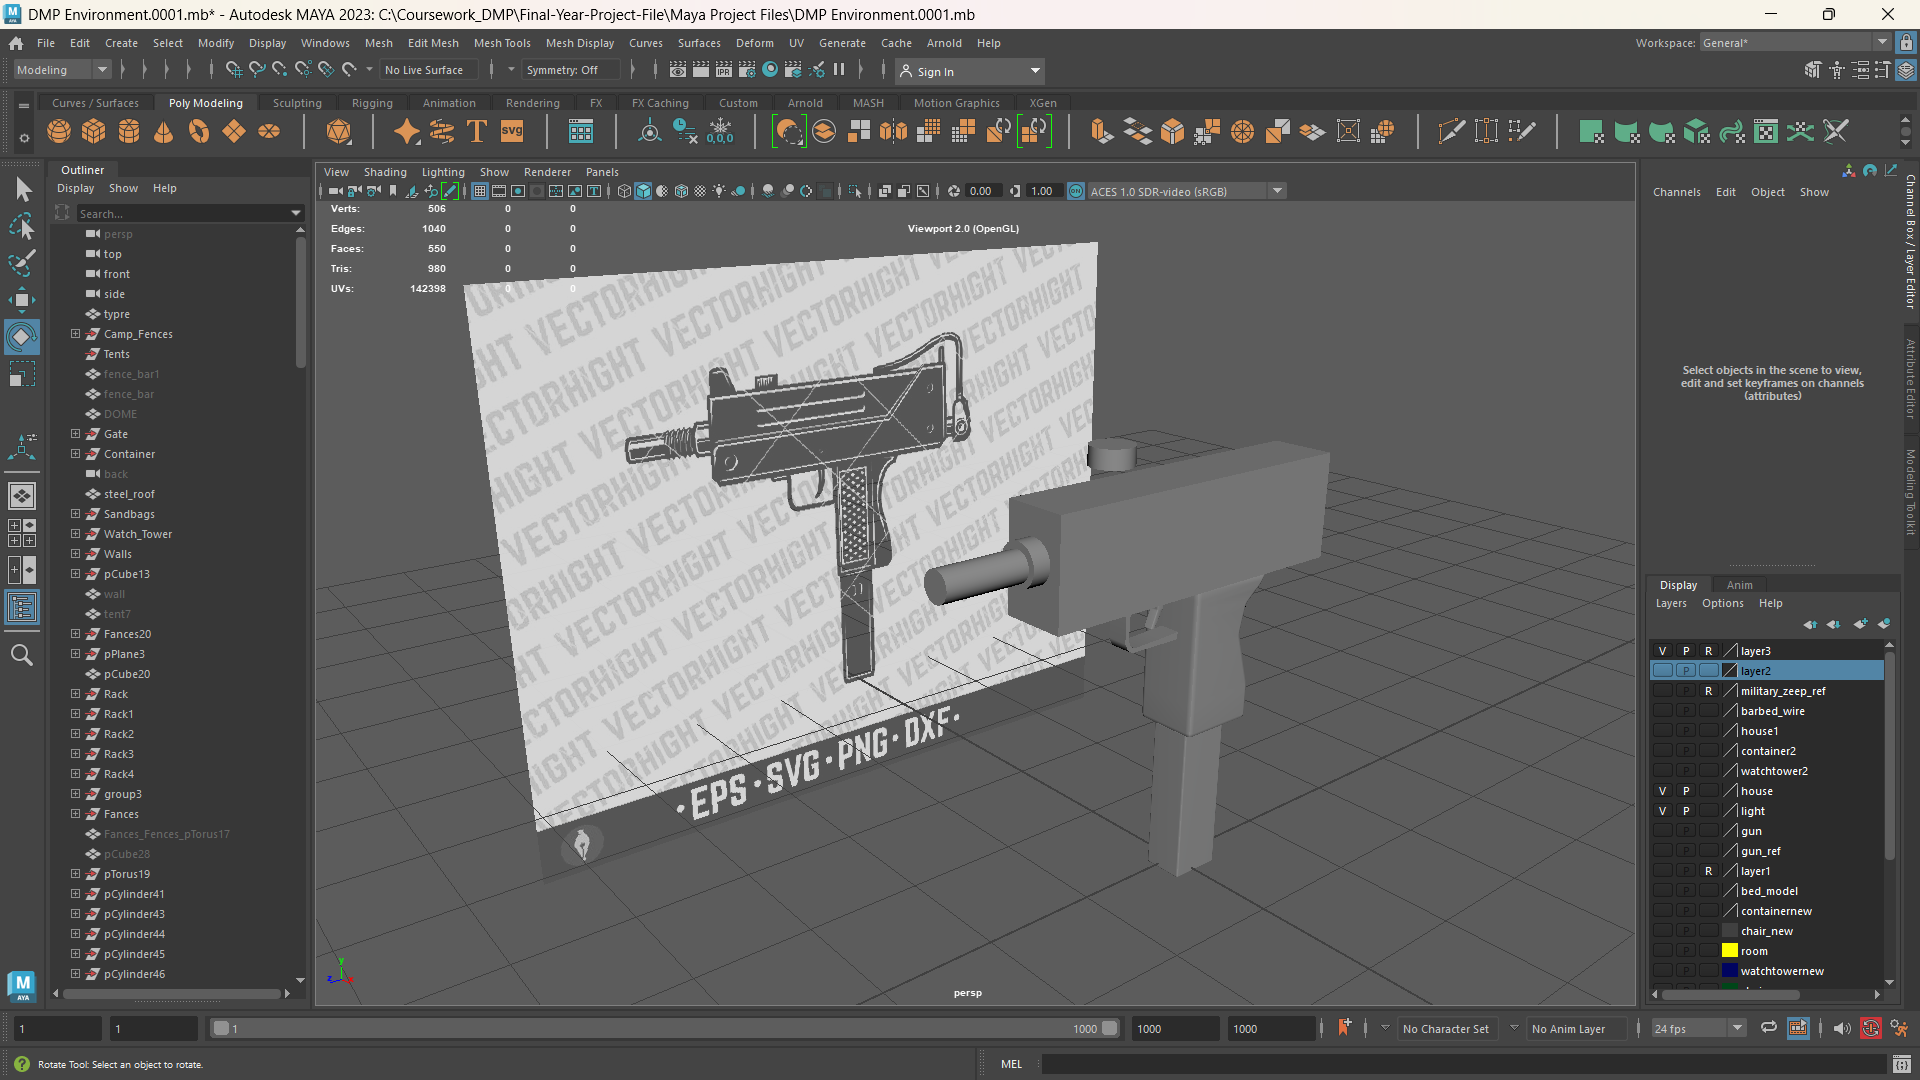 DMP Environment.0001.mb* - Autodesk MAYA 2023: C:\Coursework_DMP\Final-Year-Project-File\Maya Project Files\DMP Environment.0001.mb
File Edit Create Select Modify Display Windows Mesh Edit Mesh Mesh Tools Mesh Display Curves Surfaces Deform UV Generate Cache Arnold Help
Workspace: General*
Modeling No Live Surface Symmetry: Off IPR Sign In
Curves / Surfaces Poly Modeling Sculpting Rigging Animation Rendering FX FX Caching Custom Arnold MASH Motion Graphics XGen
SVG 0,0,0
Outliner
Display Show Help
Search...
persp
top
front
side
typre
Camp_Fences
Tents
fence_bar1
fence_bar
DOME
Gate
Container
back
steel_roof
Sandbags
Watch_Tower
Walls
pCube13
wall
tent7
Fances20
pPlane3
pCube20
Rack
Rack1
Rack2
Rack3
Rack4
group3
Fances
Fances_Fences_pTorus17
pCube28
pTorus19
pCylinder41
pCylinder43
pCylinder44
pCylinder45
pCylinder46
View Shading Lighting Show Renderer Panels
0.00 1.00 ON ACES 1.0 SDR-video (sRGB)
Verts: 506 0 0
Edges: 1040 0 0
Faces: 550 0 0
Tris: 980 0 0
UVs: 142398 0 0
Viewport 2.0 (OpenGL)
VECTORHIGHT VECTORHIGHT VECTORHIGHT
· EPS · SVG · PNG · DXF ·
y
z x
persp
Channels Edit Object Show
Select objects in the scene to view,
edit and set keyframes on channels
(attributes)
Channel Box / Layer Editor
Attribute Editor
Modeling Toolkit
Display Anim
Layers Options Help
V P R layer3
P layer2
P R military_zeep_ref
P barbed_wire
P house1
P container2
P watchtower2
V P house
V P light
P gun
P gun_ref
P R layer1
P bed_model
P containernew
P chair_new
P room
P watchtowernew
1 1 1 1000 1000 1000 No Character Set No Anim Layer 24 fps
M
AYA
Rotate Tool: Select an object to rotate.
MEL